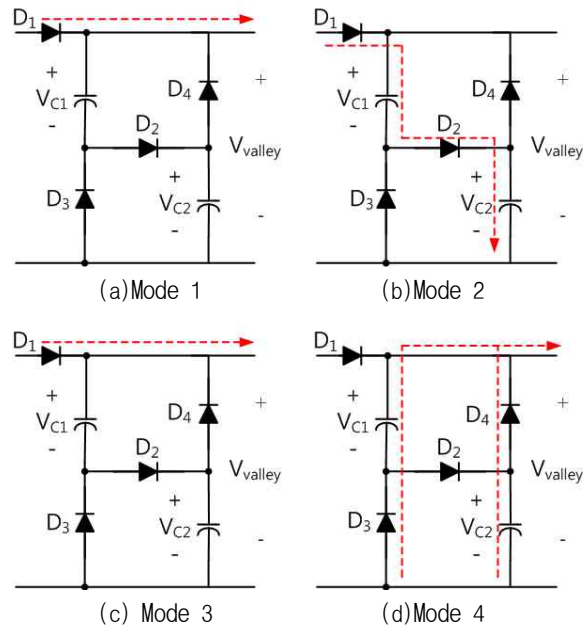 D1
+
VC1
-
D4
+
D2
Vvalley
D3
+
VC2
-
-
(a)Mode 1
D1
+
VC1
-
D4
+
D2
Vvalley
D3
+
VC2
-
-
(b)Mode 2
D1
+
VC1
-
D4
+
D2
Vvalley
D3
+
VC2
-
-
(c) Mode 3
D1
+
VC1
-
D4
+
D2
Vvalley
D3
+
VC2
-
-
(d)Mode 4